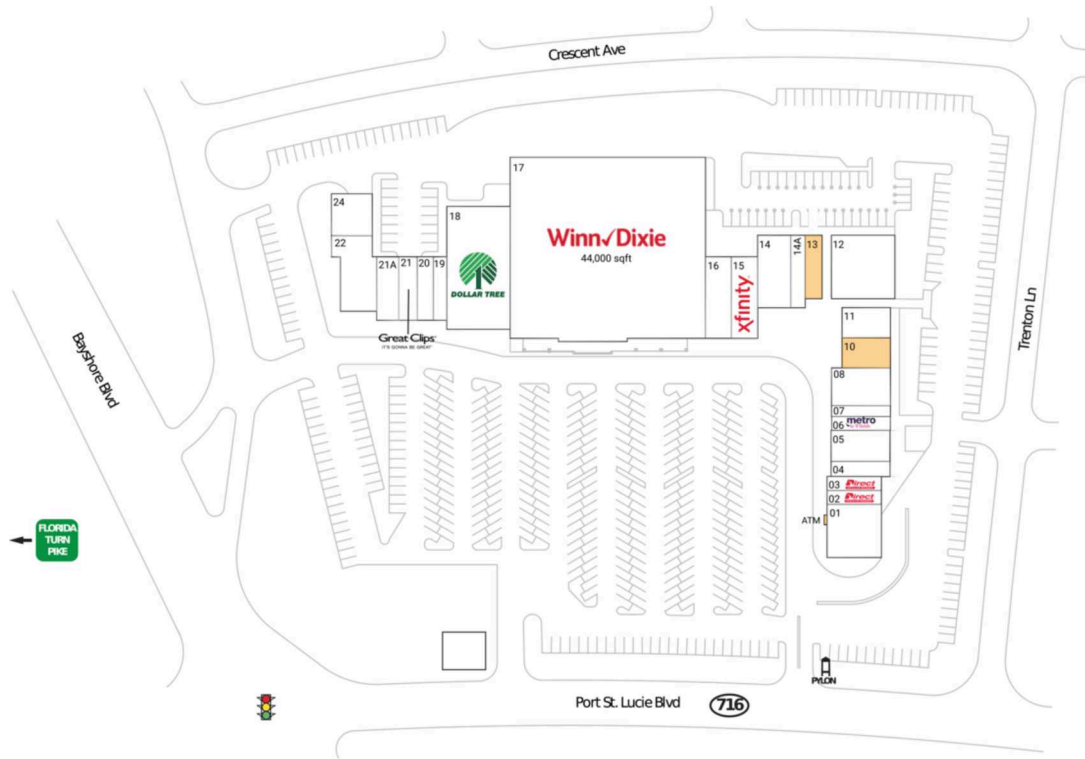 Crescent Ave
17
Winn✓Dixie
44,000 sqft
24
22
18
DOLLAR TREE
21A
21
20
19
Great Clips
IT'S GONNA BE GREAT
16
15
xfinity
14
14A
13
12
11
10
08
07
metro
06
05
04
03 Direct
02 Direct
ATM
01
Bayshore Blvd
Trenton Ln
FLORIDA
TURN
PIKE
PYLON
Port St. Lucie Blvd
716